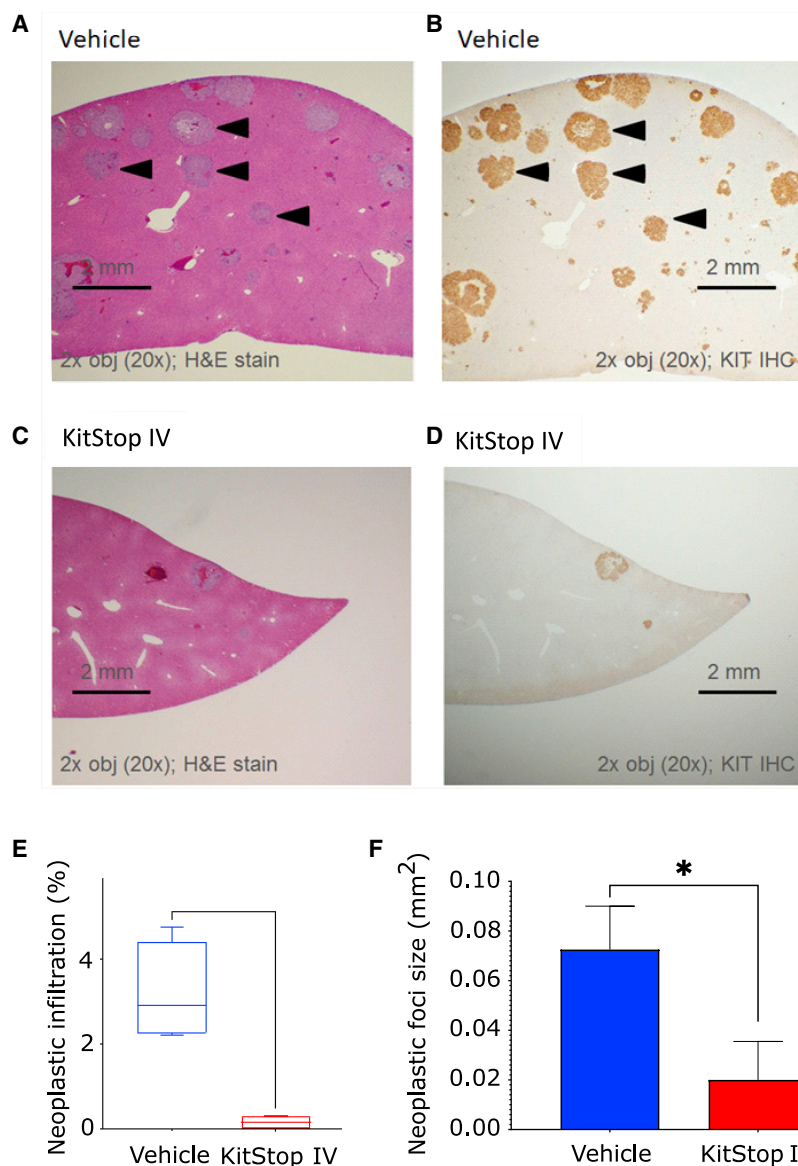 A
Vehicle
B
Vehicle
2 mm
2x obj (20x); H&E stain
2 mm
2x obj (20x); KIT IHC
C
KitStop IV
D
KitStop IV
2 mm
2x obj (20x); H&E stain
2 mm
2x obj (20x); KIT IHC
E
Neoplastic infiltration (%)
4
2
0
Vehicle
KitStop IV
F
Neoplastic foci size (mm²)
0.10
0.08
0.06
0.04
0.02
0.00
*
Vehicle
KitStop I